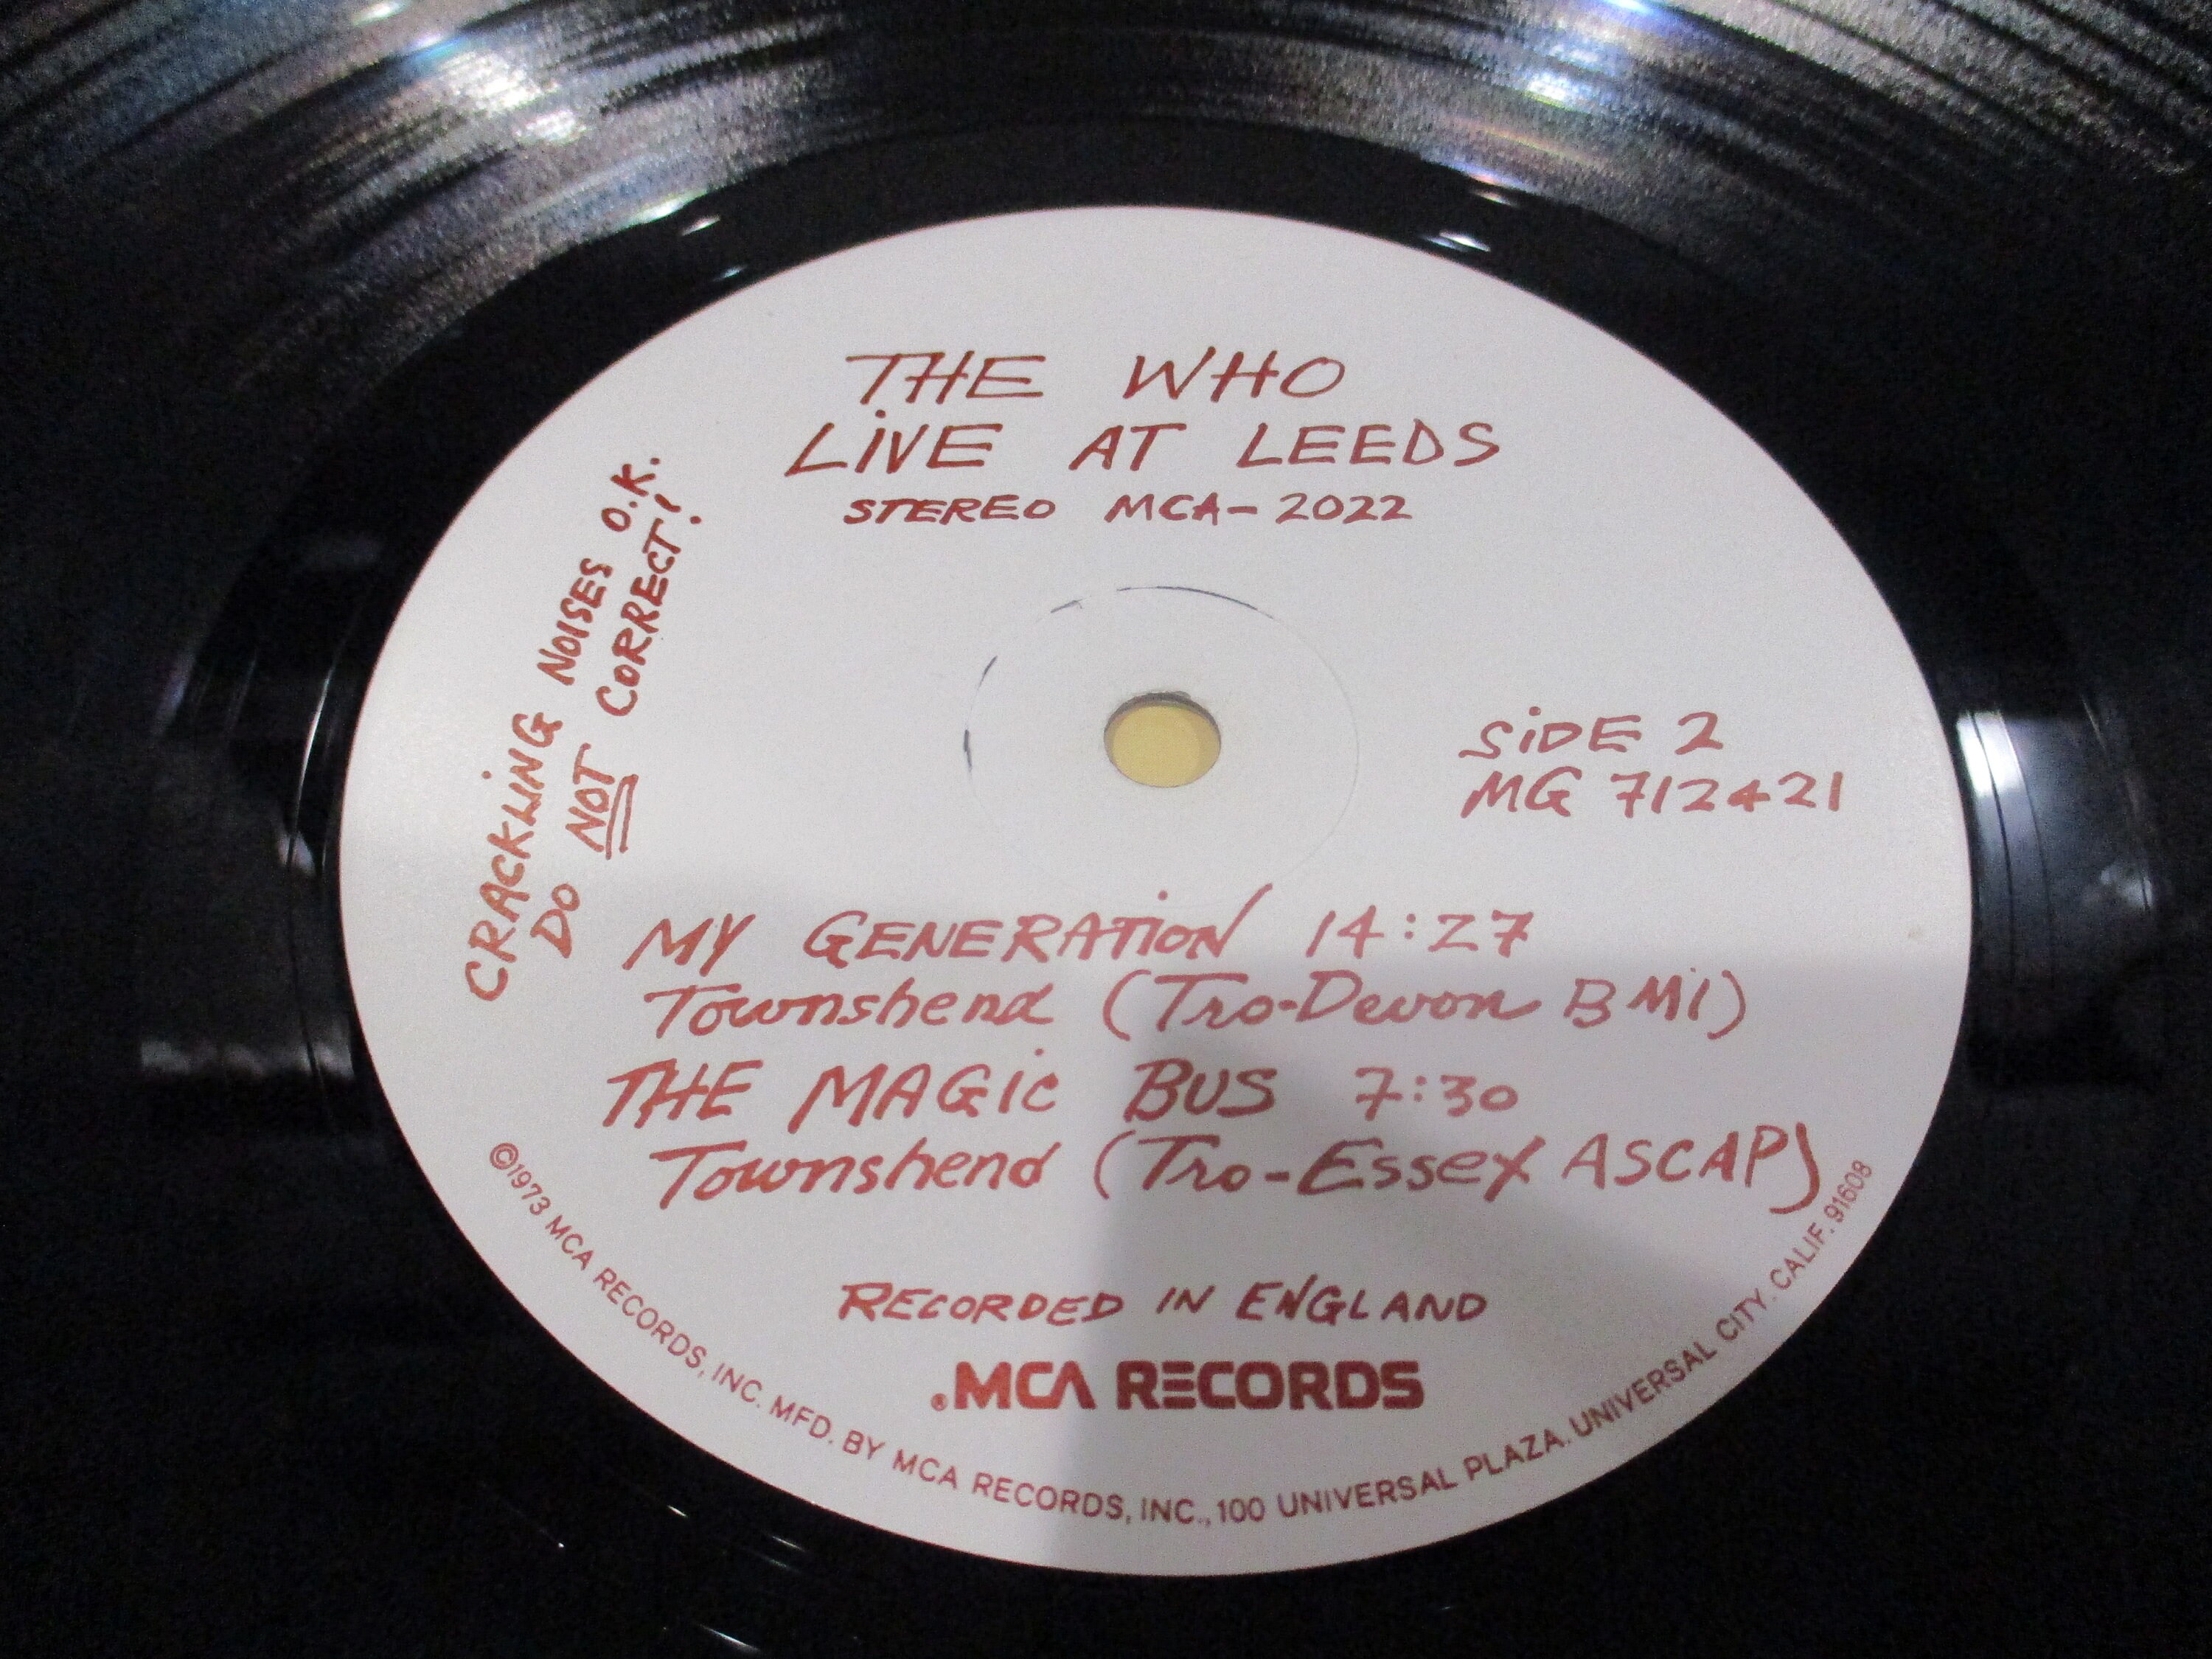 THE WHO
LiVE AT LEEDS
STEREO MCA-2022
CRACKLiNG NOISES O.K.
DO NOT CORRECT!
SiDE 2
MG 712421
MY GENERATiON 14:27
Townshend (Tro-Devon BMi)
THE MAGiC BUS 7:30
Townshend (Tro-Essex ASCAP)
RECORDED IN ENGLAND
®MCA RECORDS
©1973 MCA RECORDS, INC. MFD. BY MCA RECORDS, INC., 100 UNIVERSAL PLAZA. UNIVERSAL CITY. CALIF. 91608